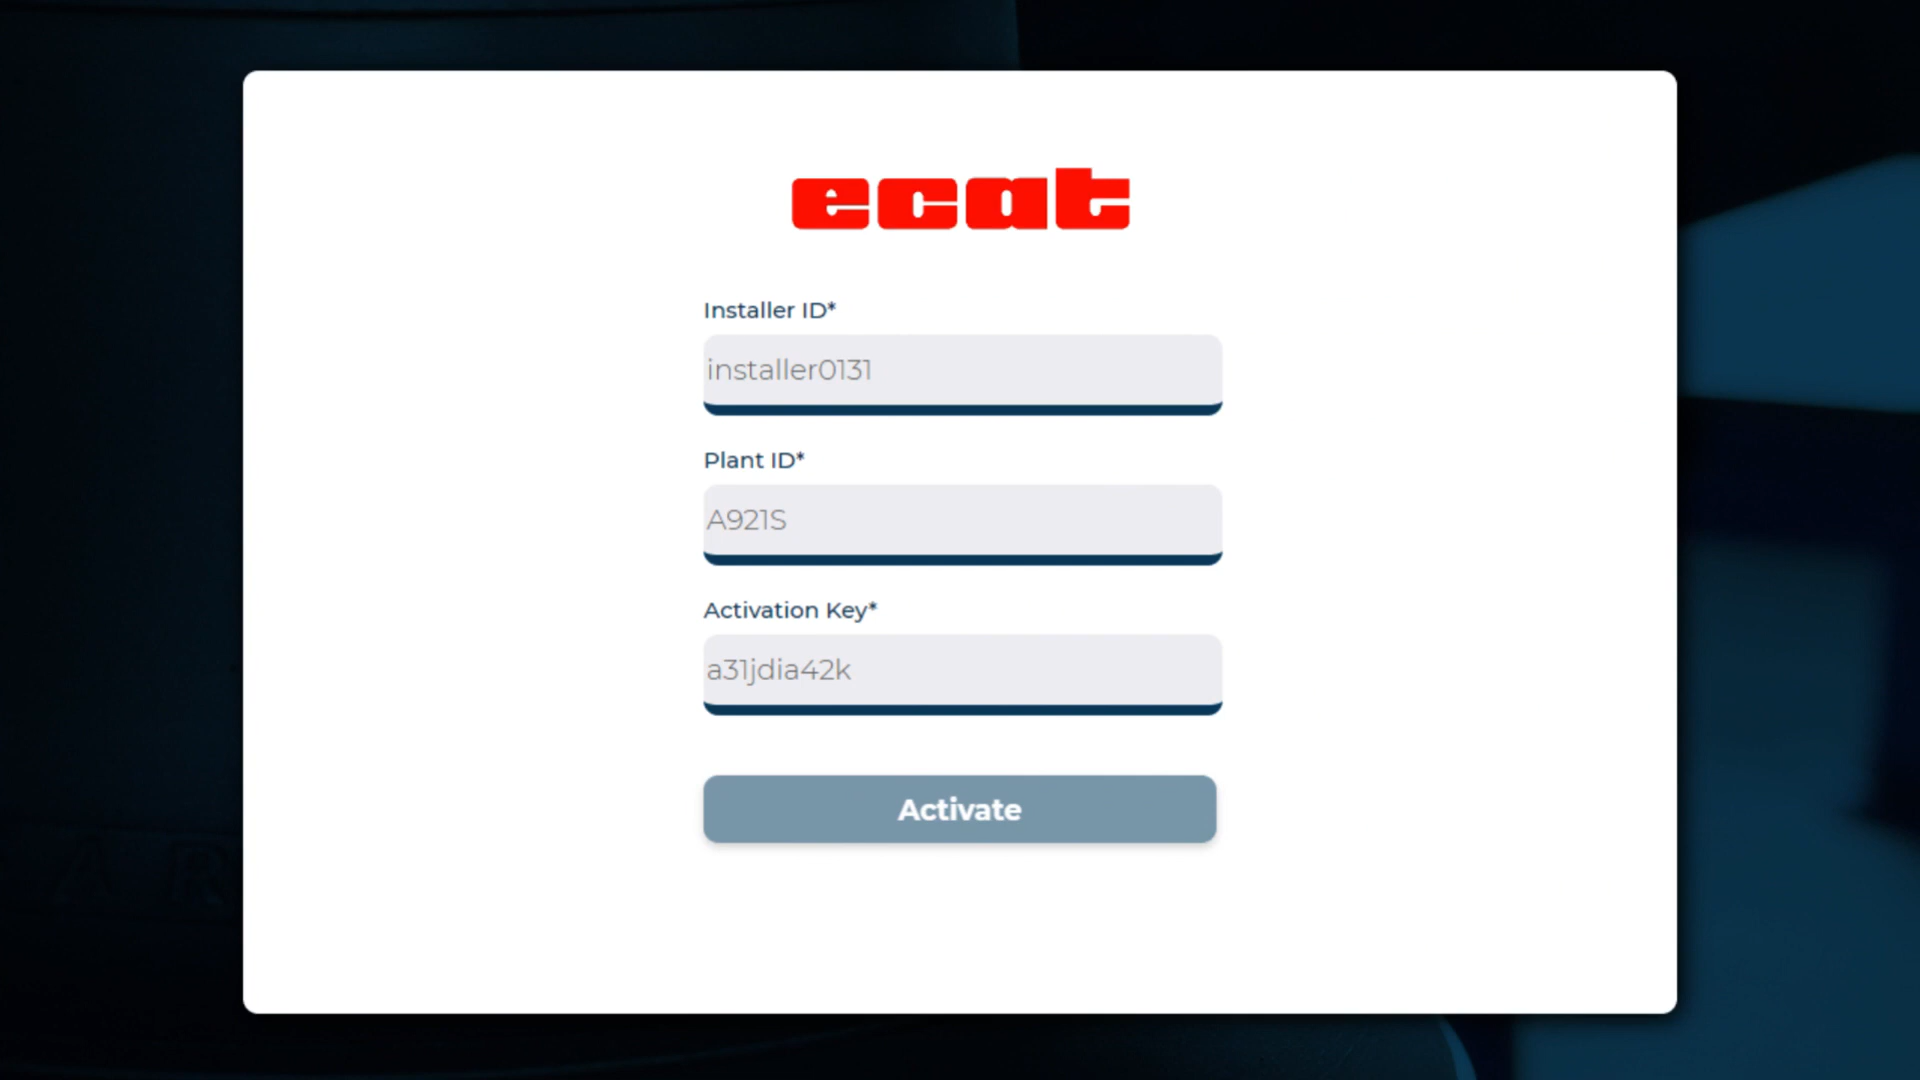 ecat
Installer ID*
installer0131
Plant ID*
A921S
Activation Key*
a31jdia42k
Activate
A R